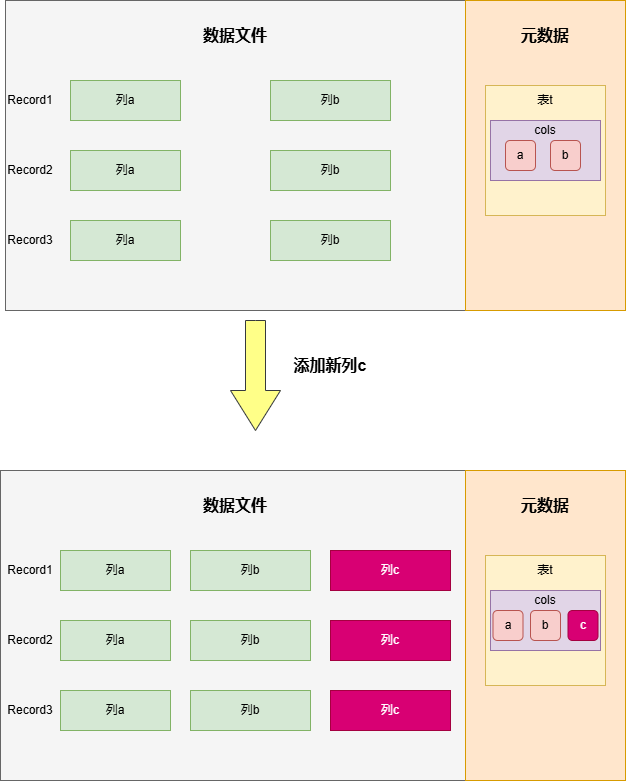 数据文件
元数据
表t
cols
a b
Record1 列a 列b
Record2 列a 列b
Record3 列a 列b
添加新列c
数据文件
元数据
表t
cols
a b c
Record1 列a 列b 列c
Record2 列a 列b 列c
Record3 列a 列b 列c